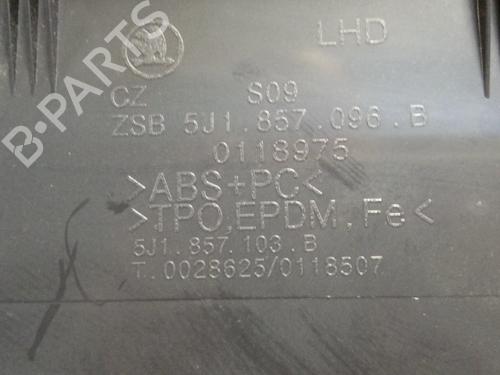 B-PARTS
LHD
CZ S09
ZSB 5J1.857 096.B
0118975
>ABS+PC<
>TPO,EPDM,Fe<
5J1.857.103.B
T.0028625/0118507